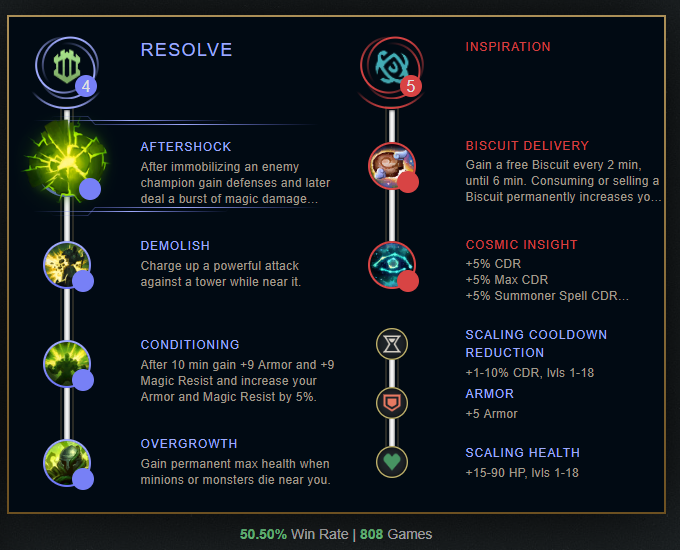 RESOLVE
4
AFTERSHOCK
After immobilizing an enemy
champion gain defenses and later
deal a burst of magic damage...
DEMOLISH
Charge up a powerful attack
against a tower while near it.
CONDITIONING
After 10 min gain +9 Armor and +9
Magic Resist and increase your
Armor and Magic Resist by 5%.
OVERGROWTH
Gain permanent max health when
minions or monsters die near you.
INSPIRATION
5
BISCUIT DELIVERY
Gain a free Biscuit every 2 min,
until 6 min. Consuming or selling a
Biscuit permanently increases yo...
COSMIC INSIGHT
+5% CDR
+5% Max CDR
+5% Summoner Spell CDR...
SCALING COOLDOWN
REDUCTION
+1-10% CDR, lvls 1-18
ARMOR
+5 Armor
SCALING HEALTH
+15-90 HP, lvls 1-18
50.50% Win Rate | 808 Games